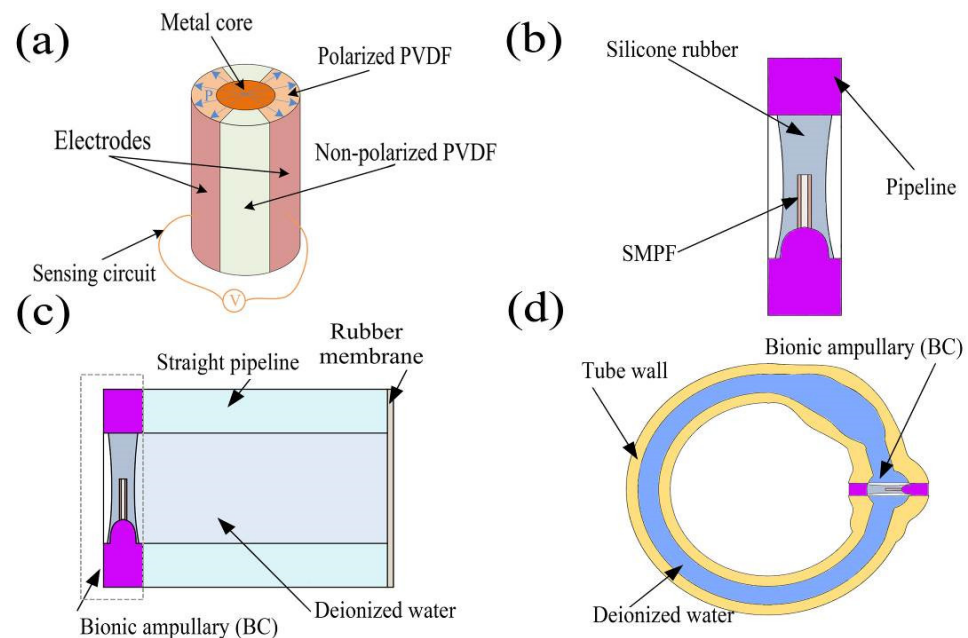 (a)
Metal core
Polarized PVDF
P
Electrodes
Non-polarized PVDF
Sensing circuit
V
(b)
Silicone rubber
Pipeline
SMPF
(c)
Rubber
membrane
Straight pipeline
Deionized water
Bionic ampullary (BC)
(d)
Bionic ampullary (BC)
Tube wall
Deionized water